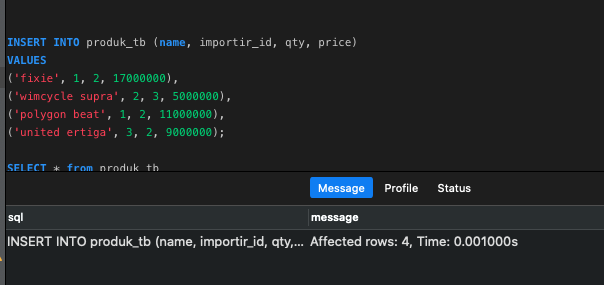 INSERT INTO produk_tb (name, importir_id, qty, price)
VALUES
('fixie', 1, 2, 17000000),
('wimcycle supra', 2, 3, 5000000),
('polygon beat', 1, 2, 11000000),
('united ertiga', 3, 2, 9000000);
SELECT * from produk_tb
Message Profile Status
sql message
INSERT INTO produk_tb (name, importir_id, qty,... Affected rows: 4, Time: 0.001000s